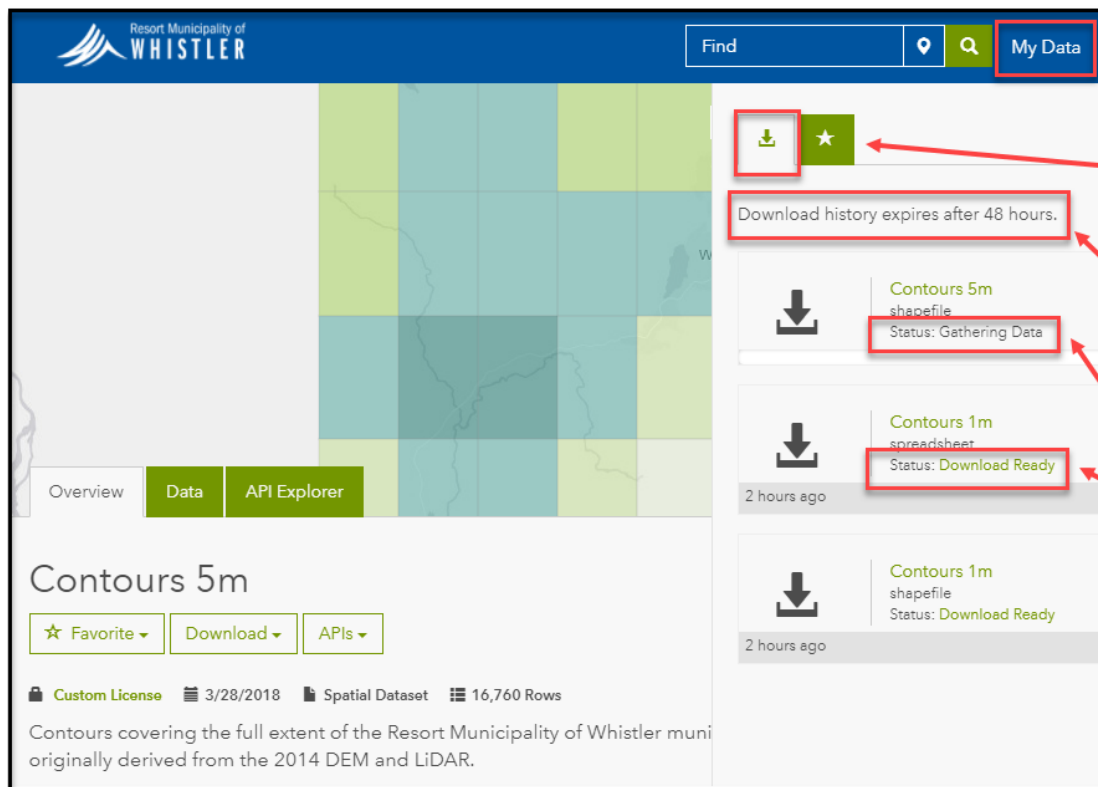 Resort Municipality of
WHISTLER
Find
My Data
Download history expires after 48 hours.
W
Contours 5m
shapefile
Status: Gathering Data
Contours 1m
spreadsheet
Status: Download Ready
2 hours ago
Contours 1m
shapefile
Status: Download Ready
2 hours ago
Overview Data API Explorer
Contours 5m
Favorite Download APIs
Custom License 3/28/2018 Spatial Dataset 16,760 Rows
Contours covering the full extent of the Resort Municipality of Whistler muni
originally derived from the 2014 DEM and LiDAR.